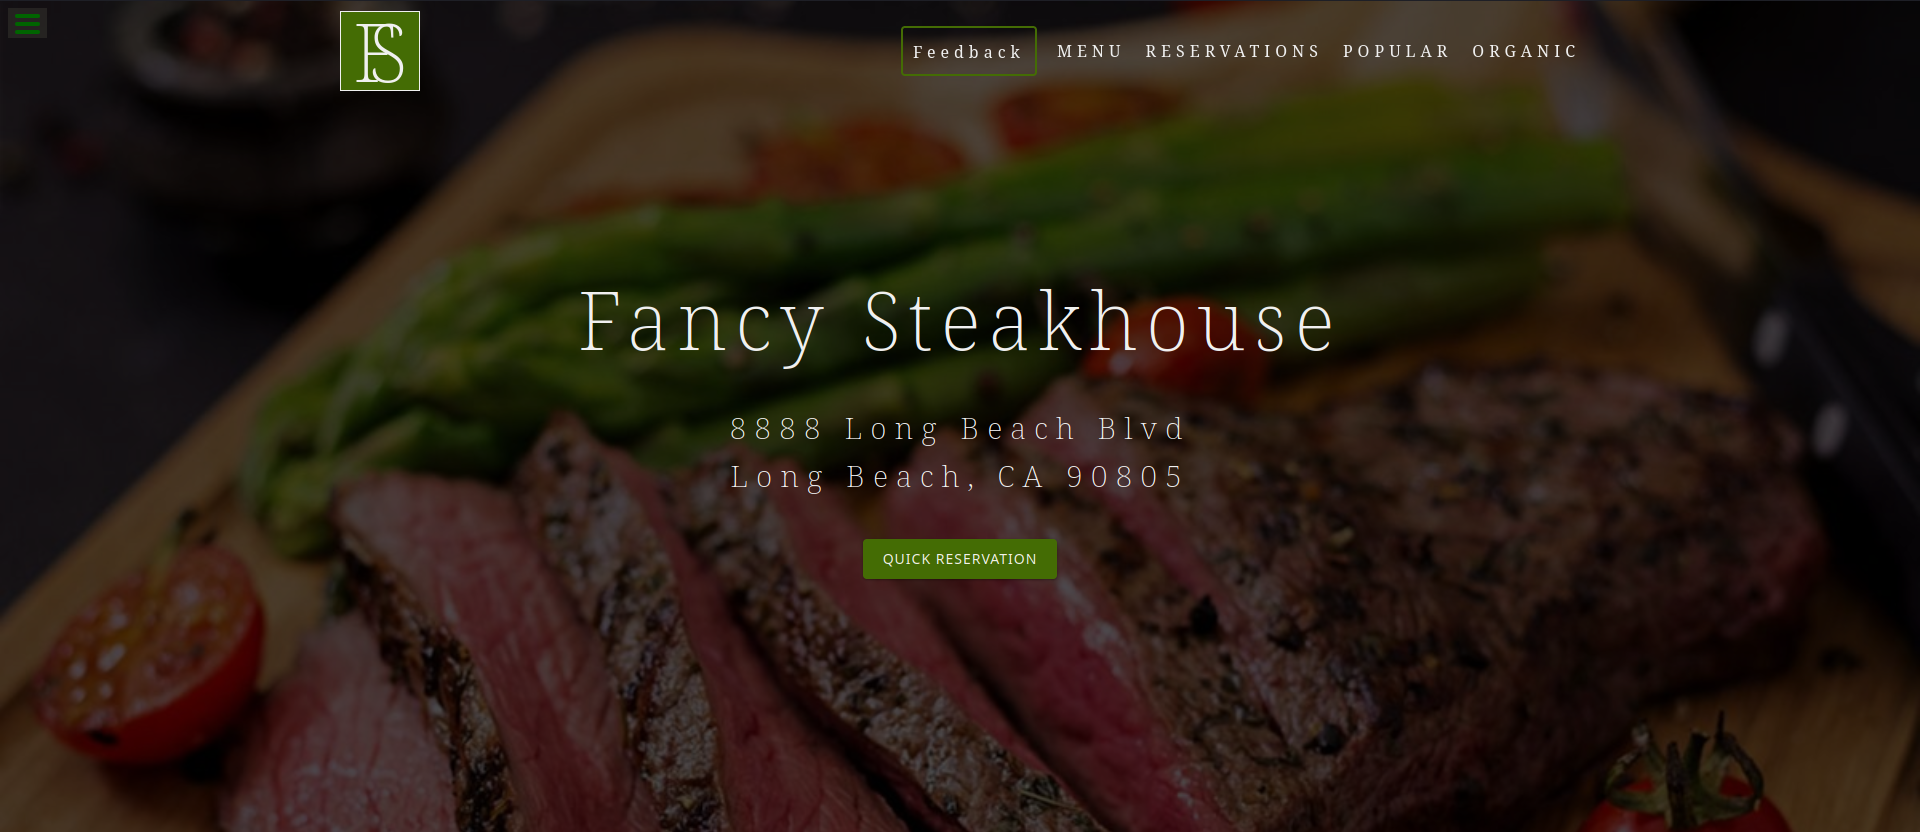 FS
Feedback MENU RESERVATIONS POPULAR ORGANIC
Fancy Steakhouse
8888 Long Beach Blvd
Long Beach, CA 90805
QUICK RESERVATION